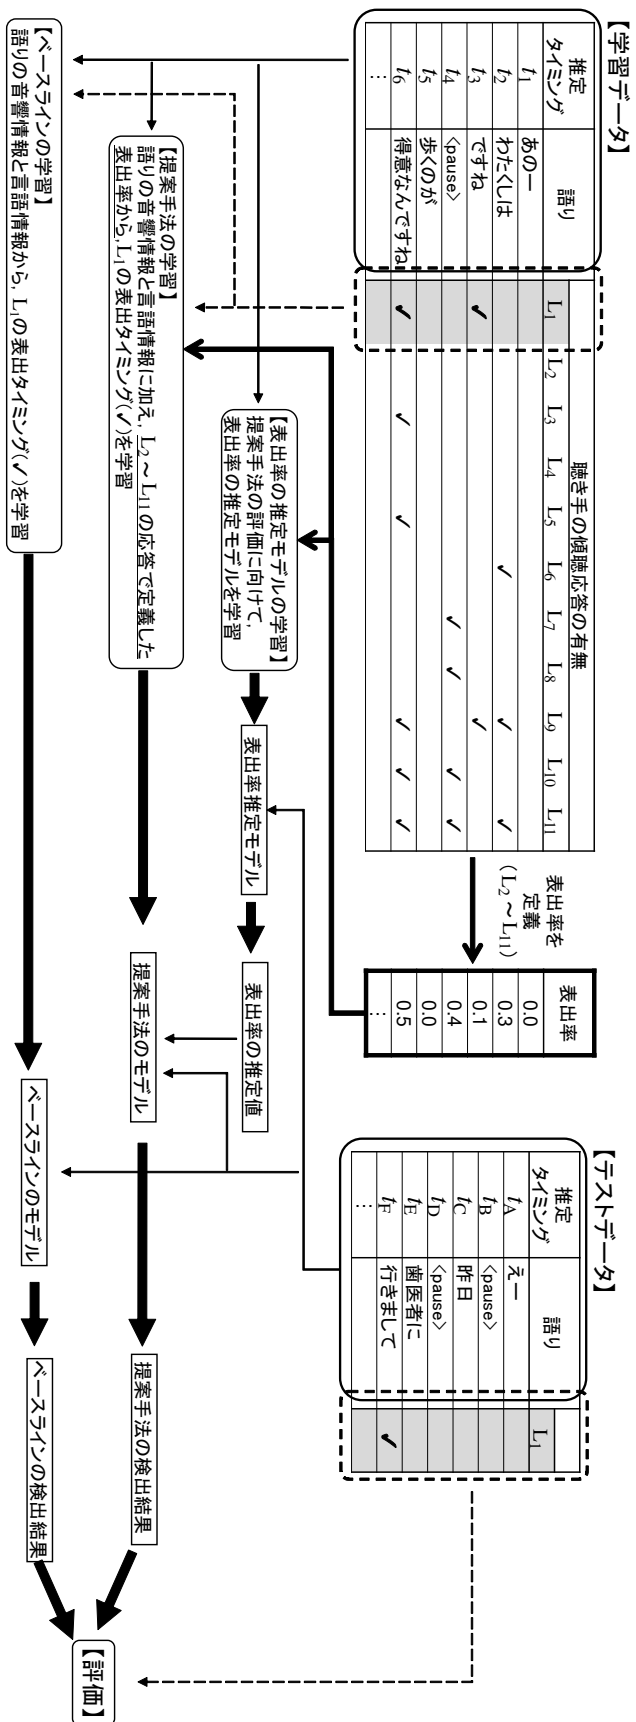 【学習データ】
推定
タイミング
語り
聴き手の傾聴応答の有無
L1 L2 L3 L4 L5 L6 L7 L8 L9 L10 L11
t1 あのー
t2 わたくしは ✓ ✓ ✓
t3 ですね ✓ ✓
t4 <pause> ✓ ✓ ✓ ✓
t5 歩くのが
t6 得意なんですね ✓ ✓ ✓ ✓ ✓ ✓
…
表出率を
定義
(L2～L11)
表出率
0.0
0.3
0.1
0.4
0.0
0.5
…
【テストデータ】
推定
タイミング
語り
L1
tA えー
tB <pause>
tC 昨日
tD <pause>
tE 歯医者に
tF 行きまして ✓
…
【表出率の推定モデルの学習】
提案手法の評価に向けて,
表出率の推定モデルを学習
表出率推定モデル
表出率の推定値
【提案手法の学習】
語りの音響情報と言語情報に加え, L2～L11の応答で定義した
表出率から, L1の表出タイミング(✓)を学習
提案手法のモデル
提案手法の検出結果
【ベースラインの学習】
語りの音響情報と言語情報から, L1の表出タイミング(✓)を学習
ベースラインのモデル
ベースラインの検出結果
【評価】